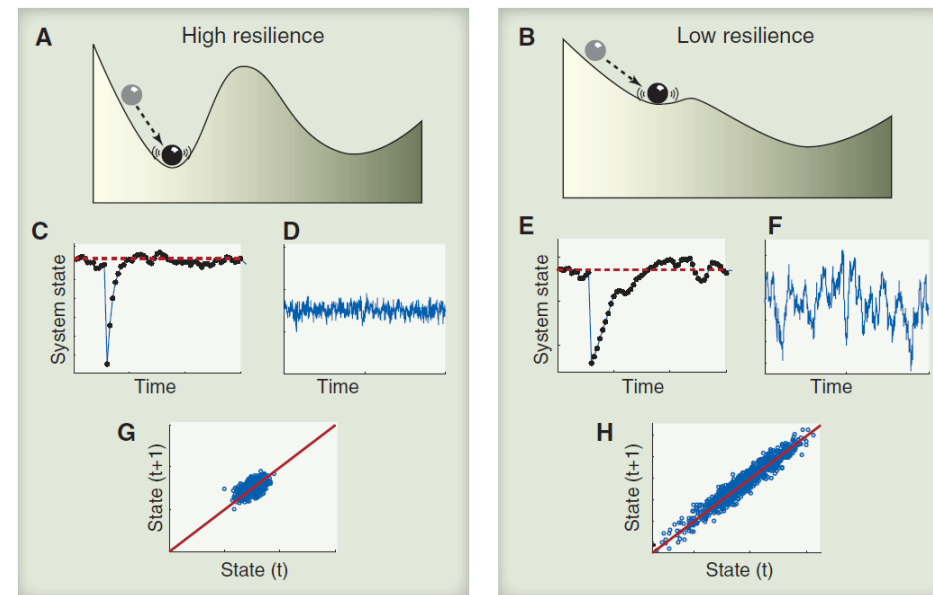 A
High resilience
B
Low resilience
C
System state
Time
D
Time
E
System state
Time
F
Time
G
State (t+1)
State (t)
H
State (t+1)
State (t)